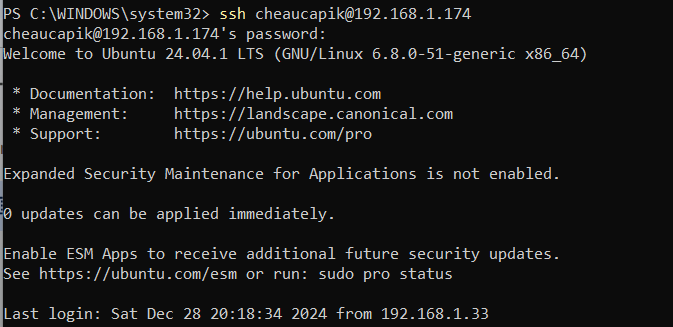 PS C:\WINDOWS\system32> ssh cheaucapik@192.168.1.174
cheaucapik@192.168.1.174's password:
Welcome to Ubuntu 24.04.1 LTS (GNU/Linux 6.8.0-51-generic x86_64)
* Documentation:  https://help.ubuntu.com
* Management:     https://landscape.canonical.com
* Support:        https://ubuntu.com/pro
Expanded Security Maintenance for Applications is not enabled.
0 updates can be applied immediately.
Enable ESM Apps to receive additional future security updates.
See https://ubuntu.com/esm or run: sudo pro status
Last login: Sat Dec 28 20:18:34 2024 from 192.168.1.33